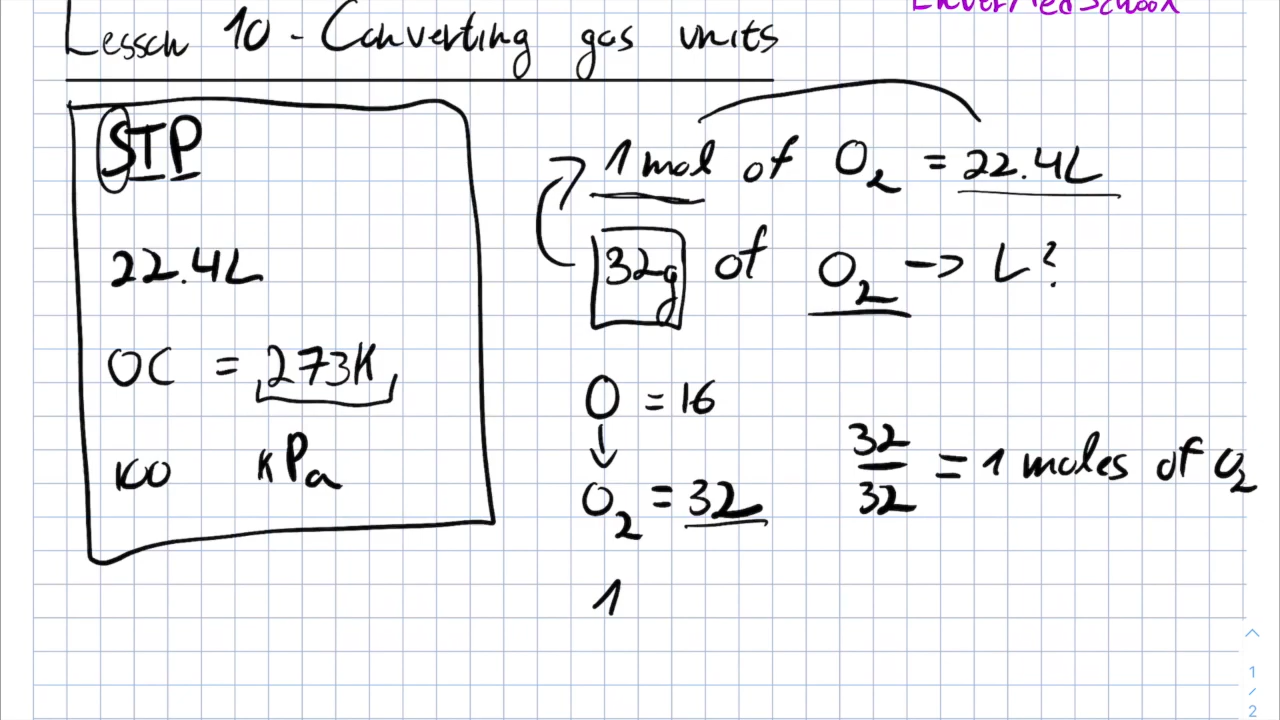 Lesson 10 - Converting gas units
STP
22.4L
0C = 273K
100 kPa
1 mol of O2 = 22.4L
32g of O2 -> L?
O = 16
O2 = 32
1
32/32 = 1 moles of O2
1
/
2